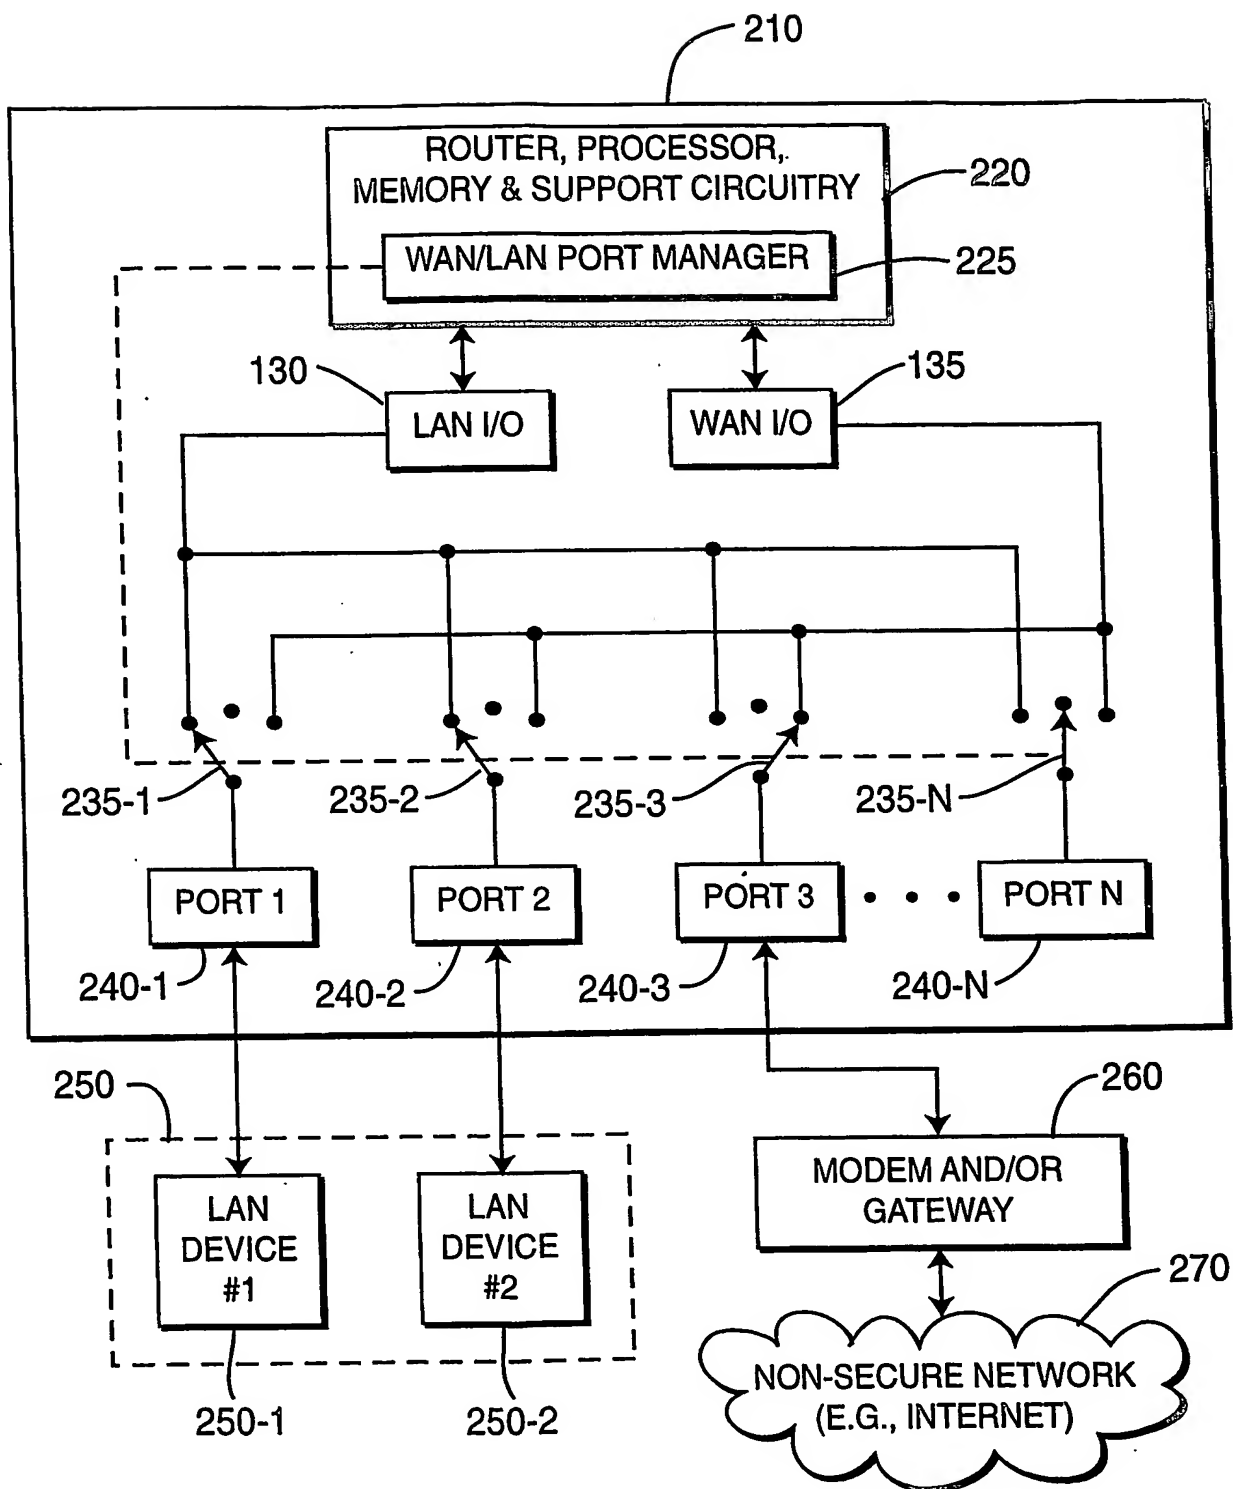 210
ROUTER, PROCESSOR,
MEMORY & SUPPORT CIRCUITRY
220
WAN/LAN PORT MANAGER
225
130
135
LAN I/O
WAN I/O
235-1
235-2
235-3
235-N
PORT 1
PORT 2
PORT 3
PORT N
240-1
240-2
240-3
240-N
250
260
LAN
DEVICE
#1
LAN
DEVICE
#2
MODEM AND/OR
GATEWAY
270
NON-SECURE NETWORK
(E.G., INTERNET)
250-1
250-2